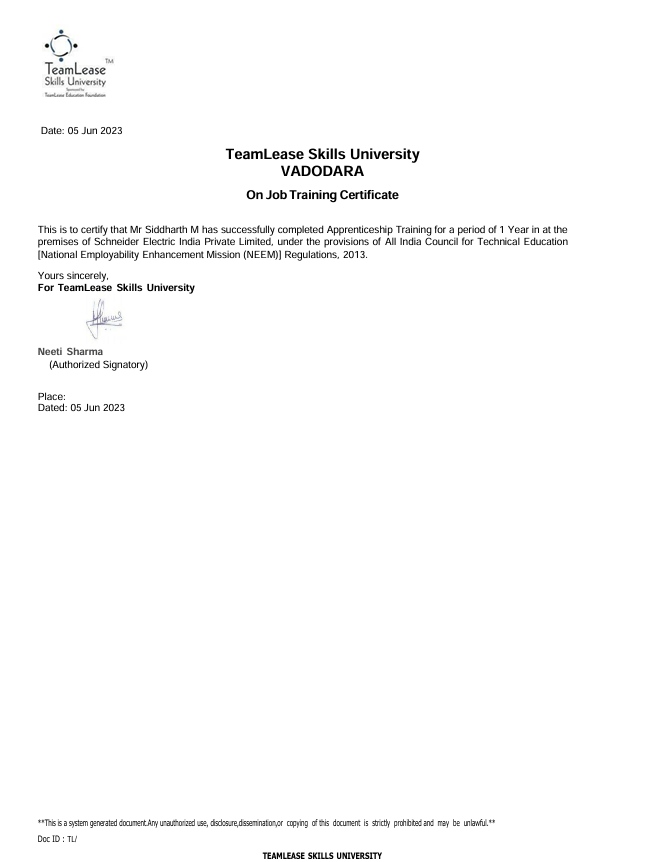 TeamLease TM
Skills University
Sponsored by
TeamLease Education Foundation
Date: 05 Jun 2023
TeamLease Skills University
VADODARA
On Job Training Certificate
This is to certify that Mr Siddharth M has successfully completed Apprenticeship Training for a period of 1 Year in at the
premises of Schneider Electric India Private Limited, under the provisions of All India Council for Technical Education
[National Employability Enhancement Mission (NEEM)] Regulations, 2013.
Yours sincerely,
For TeamLease Skills University
Neeti Sharma
(Authorized Signatory)
Place:
Dated: 05 Jun 2023
**This is a system generated document.Any unauthorized use, disclosure,dissemination,or copying of this document is strictly prohibited and may be unlawful.**
Doc ID : TL/
TEAMLEASE SKILLS UNIVERSITY